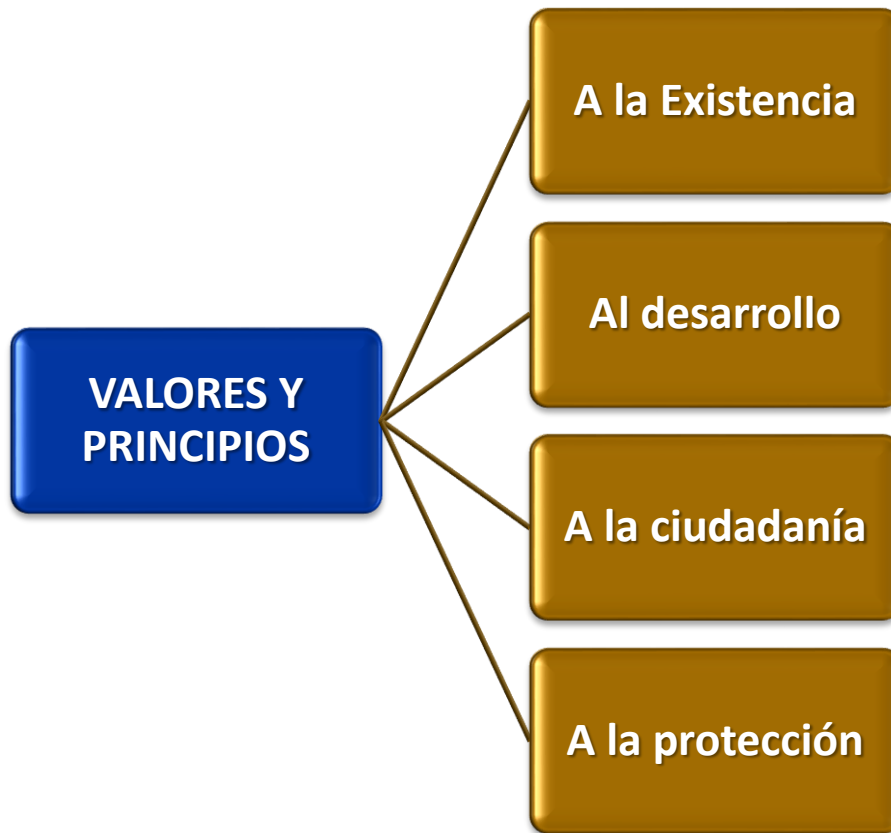 A la Existencia
Al desarrollo
VALORES Y
PRINCIPIOS
A la ciudadanía
A la protección